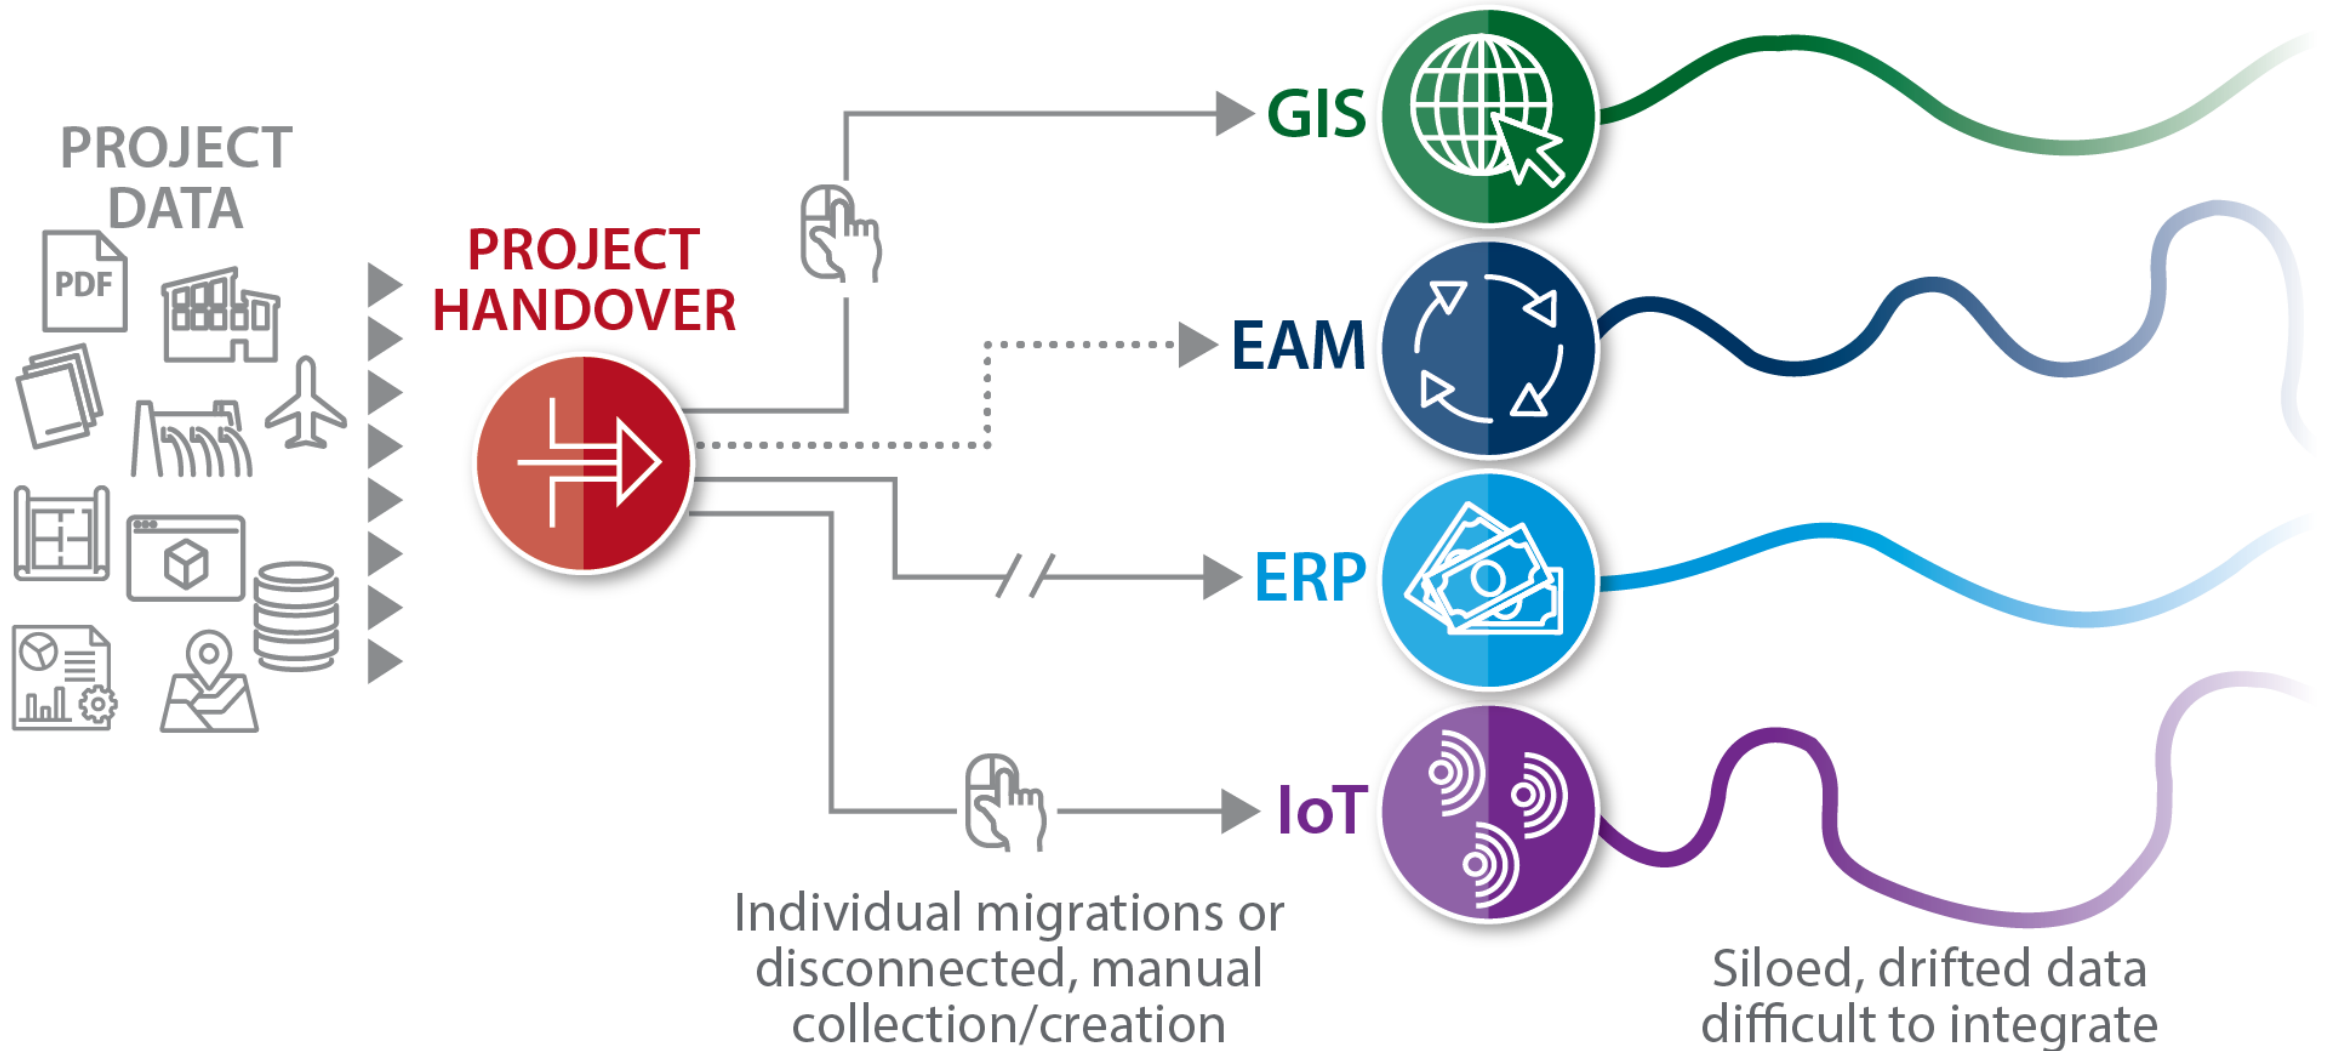 PROJECT
DATA
PDF
PROJECT
HANDOVER
GIS
EAM
ERP
IoT
Individual migrations or
disconnected, manual
collection/creation
Siloed, drifted data
difficult to integrate